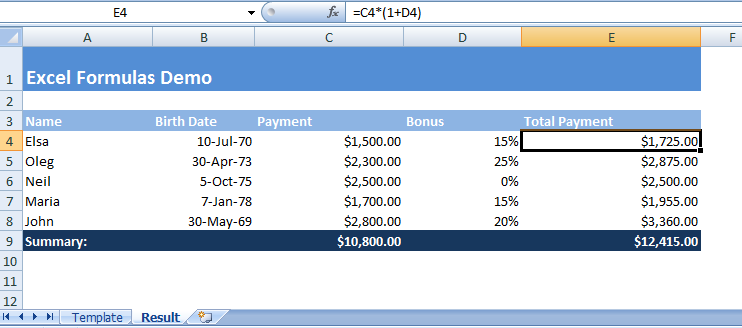 E4 fx =C4*(1+D4)
A B C D E F
1 Excel Formulas Demo
2
3 Name Birth Date Payment Bonus Total Payment
4 Elsa 10-Jul-70 $1,500.00 15% $1,725.00
5 Oleg 30-Apr-73 $2,300.00 25% $2,875.00
6 Neil 5-Oct-75 $2,500.00 0% $2,500.00
7 Maria 7-Jan-78 $1,700.00 15% $1,955.00
8 John 30-May-69 $2,800.00 20% $3,360.00
9 Summary: $10,800.00 $12,415.00
10
11
12
Template Result